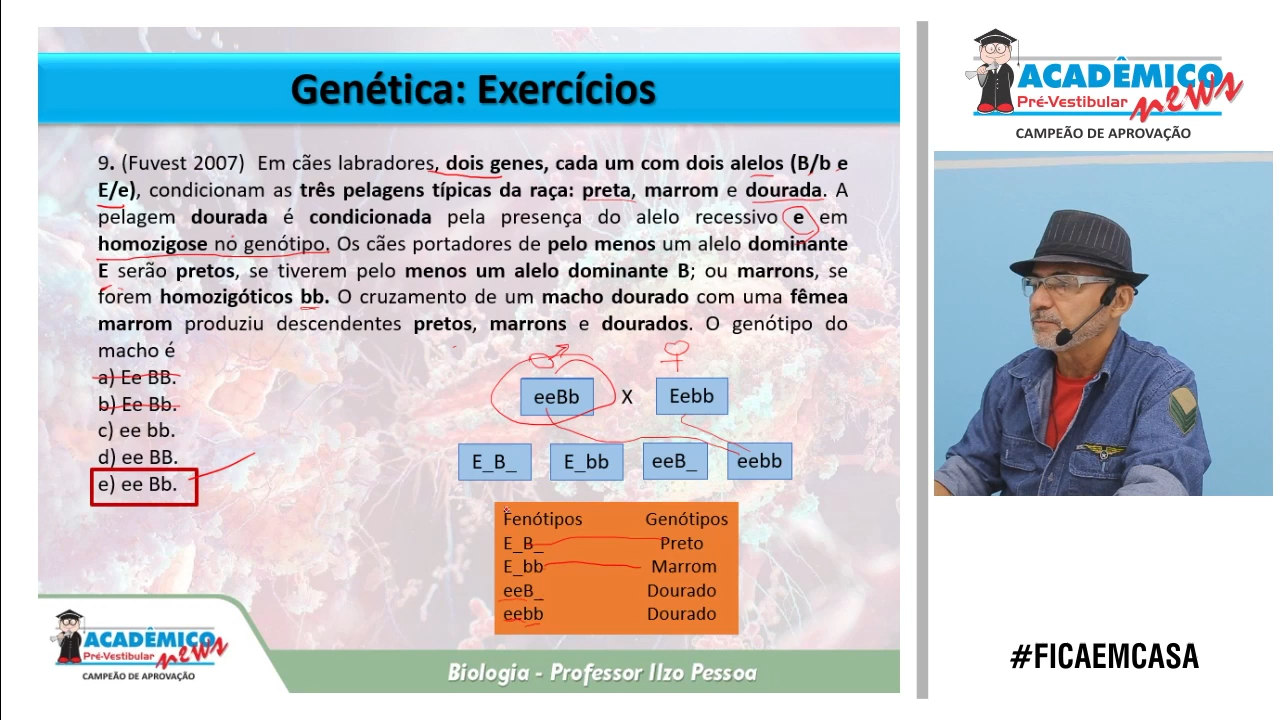 Genética: Exercícios
9. (Fuvest 2007) Em cães labradores, dois genes, cada um com dois alelos (B/b e
E/e), condicionam as três pelagens típicas da raça: preta, marrom e dourada. A
pelagem dourada é condicionada pela presença do alelo recessivo e em
homozigose no genótipo. Os cães portadores de pelo menos um alelo dominante
E serão pretos, se tiverem pelo menos um alelo dominante B; ou marrons, se
forem homozigóticos bb. O cruzamento de um macho dourado com uma fêmea
marrom produziu descendentes pretos, marrons e dourados. O genótipo do
macho é
a) Ee BB.
b) Ee Bb.
c) ee bb.
d) ee BB.
e) ee Bb.
eeBb X Eebb
E_B_ E_bb eeB_ eebb
Fenótipos Genótipos
E_B_ Preto
E_bb Marrom
eeB_ Dourado
eebb Dourado
ACADÊMICO
Pré-Vestibular news
CAMPEÃO DE APROVAÇÃO
Biologia - Professor Ilzo Pessoa
ACADÊMICO
Pré-Vestibular news
CAMPEÃO DE APROVAÇÃO
#FICAEMCASA